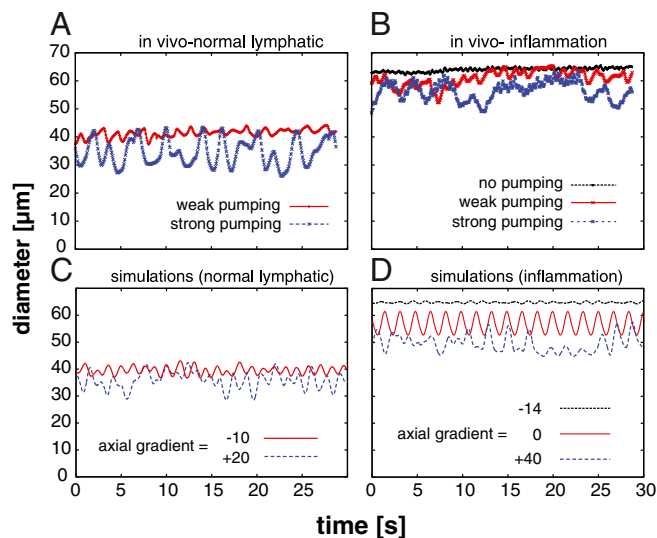 A
in vivo-normal lymphatic
B
in vivo- inflammation
70
60
50
40
30
20
10
0
weak pumping
strong pumping
no pumping
weak pumping
strong pumping
diameter [µm]
C
simulations (normal lymphatic)
D
simulations (inflammation)
60
50
40
30
20
10
0
axial gradient =
-10
+20
axial gradient =
-14
0
+40
0 5 10 15 20 25
0 5 10 15 20 25 30
time [s]